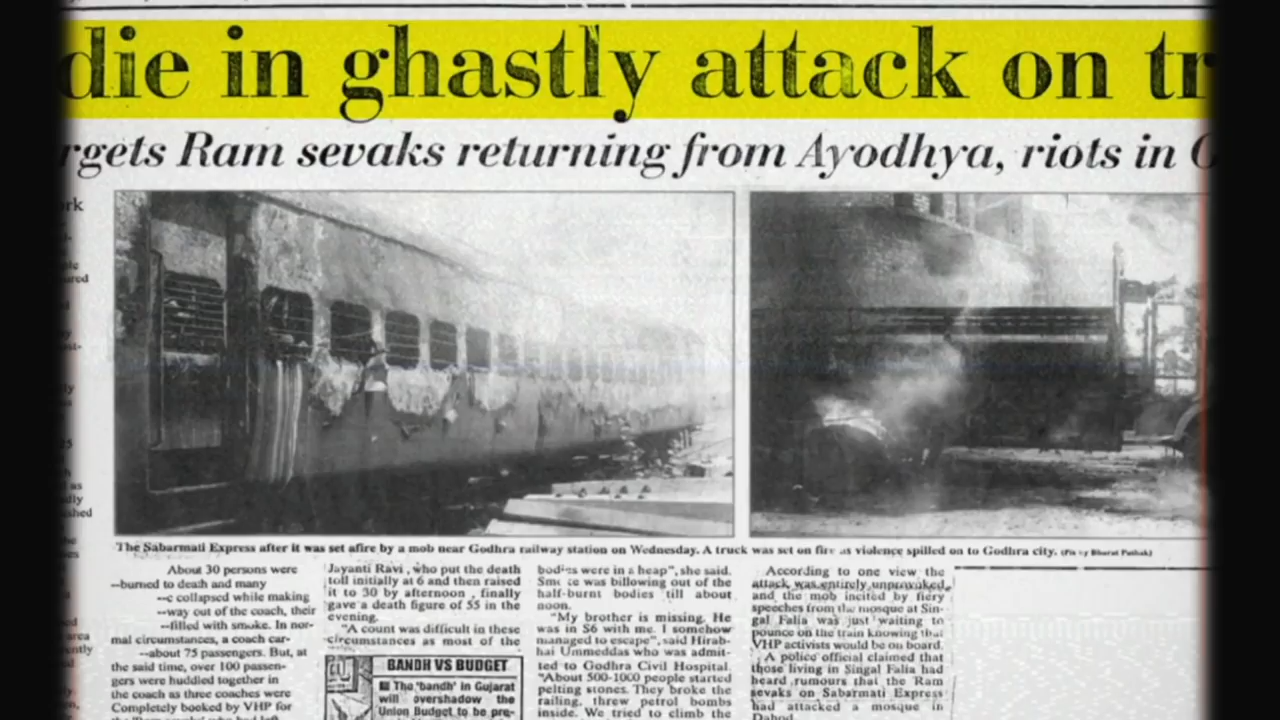 die in ghastly attack on tr
rgets Ram sevaks returning from Ayodhya, riots in
The Sabarmati Express after it was set afire by a mob near Godhra railway station on Wednesday. A truck was set on fire as violence spilled on to Godhra city. (Pix by Bharat Pathak)
About 30 persons were
--burned to death and many
--c collapsed while making
--way out of the coach, their
--filled with smoke. In nor-
mal circumstances, a coach car-
--about 75 passengers. But, at
the said time, over 100 passen-
gers were huddled together in
the coach as three coaches were
Completely booked by VHP for
Jayanti Ravi, who put the death
toll initially at 6 and then raised
it to 30 by afternoon, finally
gave a death figure of 55 in the
evening.
"A count was difficult in these
circumstances as most of the
BANDH VS BUDGET
The 'bandh' in Gujarat
will overshadow the
Union Budget to be pre-
bodies were in a heap", she said.
was billowing out of the
half-burnt bodies till about
noon.
"My brother is missing. He
was in S6 with me. I somehow
managed to escape", said Hirab-
hai Ummeddas who was admit-
ted to Godhra Civil Hospital.
"About 500-1000 people started
pelting stones. They broke the
railing, threw petrol bombs
inside. We tried to climb the
According to one view the
attack was entirely unprovoked,
and the mob incited by fiery
speeches from the mosque at Sin-
gal Falia was just waiting to
pounce on the train knowing that
VHP activists would be on board.
A police official claimed that
those living in Singal Falia had
heard rumours that the Ram
sevaks on Sabarmati Express
had attacked a mosque in
Dahod.